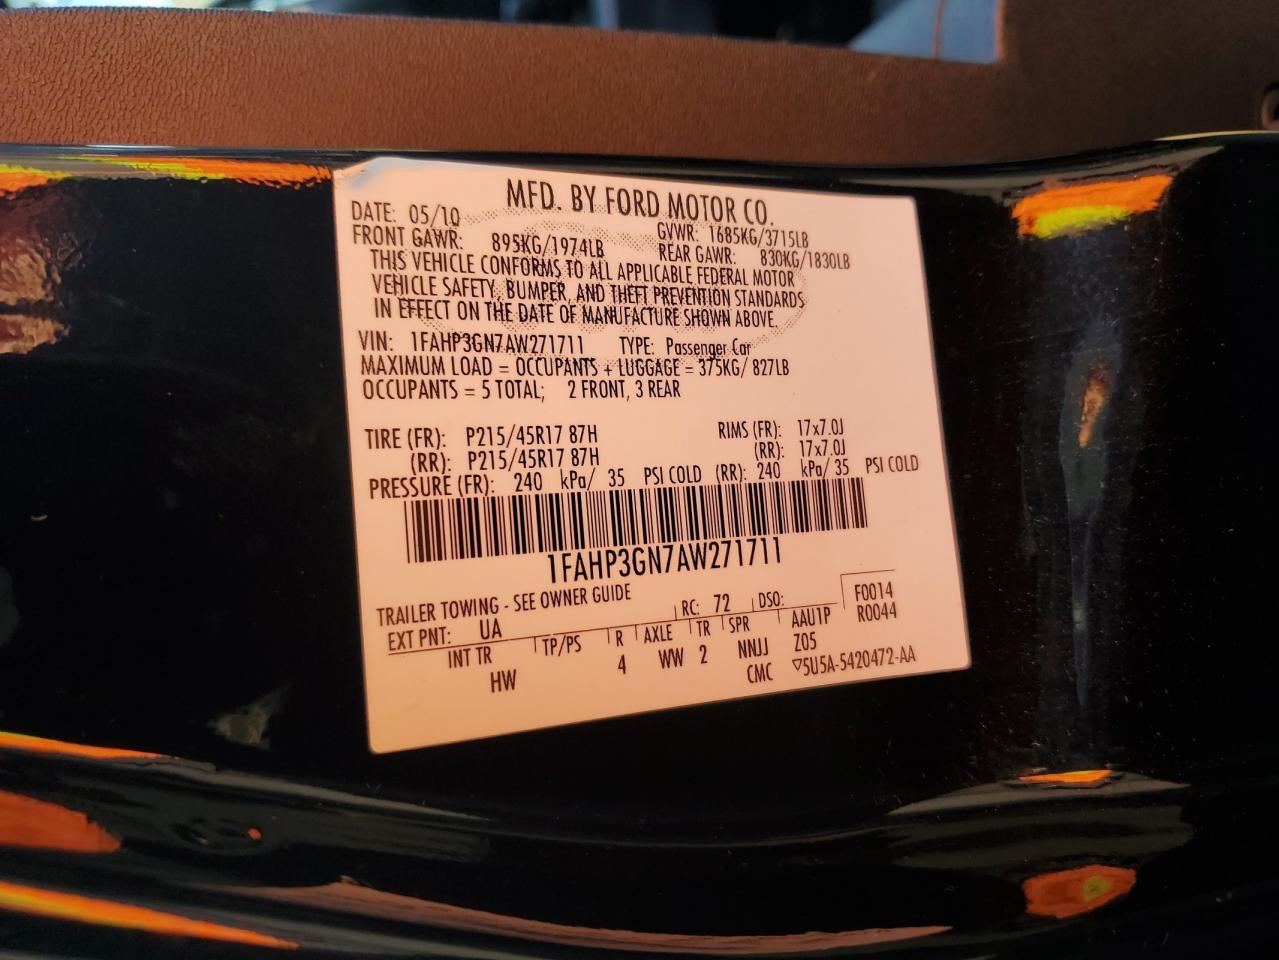 MFD. BY FORD MOTOR CO.
DATE: 05/10 GVWR: 1685KG/3715LB
FRONT GAWR: 895KG/1974LB REAR GAWR: 830KG/1830LB
THIS VEHICLE CONFORMS TO ALL APPLICABLE FEDERAL MOTOR
VEHICLE SAFETY, BUMPER, AND THEFT PREVENTION STANDARDS
IN EFFECT ON THE DATE OF MANUFACTURE SHOWN ABOVE.
VIN: 1FAHP3GN7AW271711 TYPE: Passenger Car
MAXIMUM LOAD = OCCUPANTS + LUGGAGE = 375KG/ 827LB
OCCUPANTS = 5 TOTAL; 2 FRONT, 3 REAR
TIRE (FR): P215/45R17 87H RIMS (FR): 17x7.0J
(RR): P215/45R17 87H (RR): 17x7.0J
PRESSURE (FR): 240 kPa/ 35 PSI COLD (RR): 240 kPa/ 35 PSI COLD
1FAHP3GN7AW271711
TRAILER TOWING - SEE OWNER GUIDE
EXT PNT: UA RC: 72 DSO: F0014
R0044
INT TR TP/PS R AXLE TR SPR AAU1P
HW 4 WW 2 NNJJ Z05
CMC ▽5U5A-5420472-AA